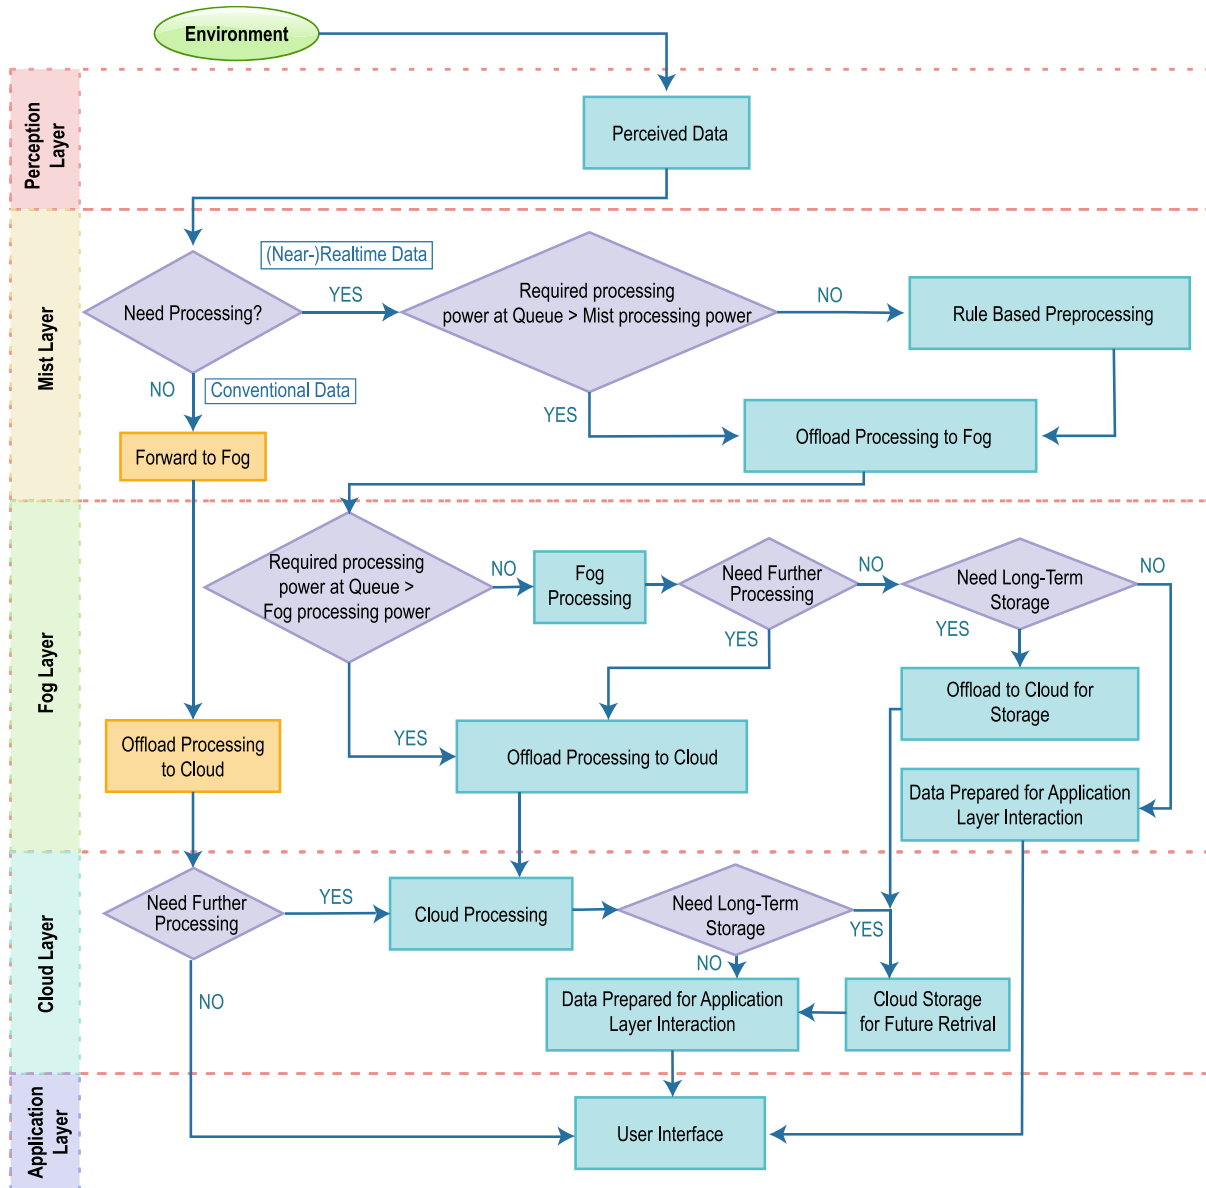 Environment
Perception
Layer
Perceived Data
Mist Layer
(Near-)Realtime Data
Need Processing?
YES
Required processing
power at Queue > Mist processing power
NO
Rule Based Preprocessing
NO
Conventional Data
YES
Offload Processing to Fog
Forward to Fog
Fog Layer
Required processing
power at Queue >
Fog processing power
NO
Fog
Processing
Need Further
Processing
NO
Need Long-Term
Storage
NO
YES
YES
Offload to Cloud for
Storage
Offload Processing
to Cloud
YES
Offload Processing to Cloud
Data Prepared for Application
Layer Interaction
Cloud Layer
Need Further
Processing
YES
Cloud Processing
Need Long-Term
Storage
YES
NO
NO
Data Prepared for Application
Layer Interaction
Cloud Storage
for Future Retrival
Application
Layer
User Interface